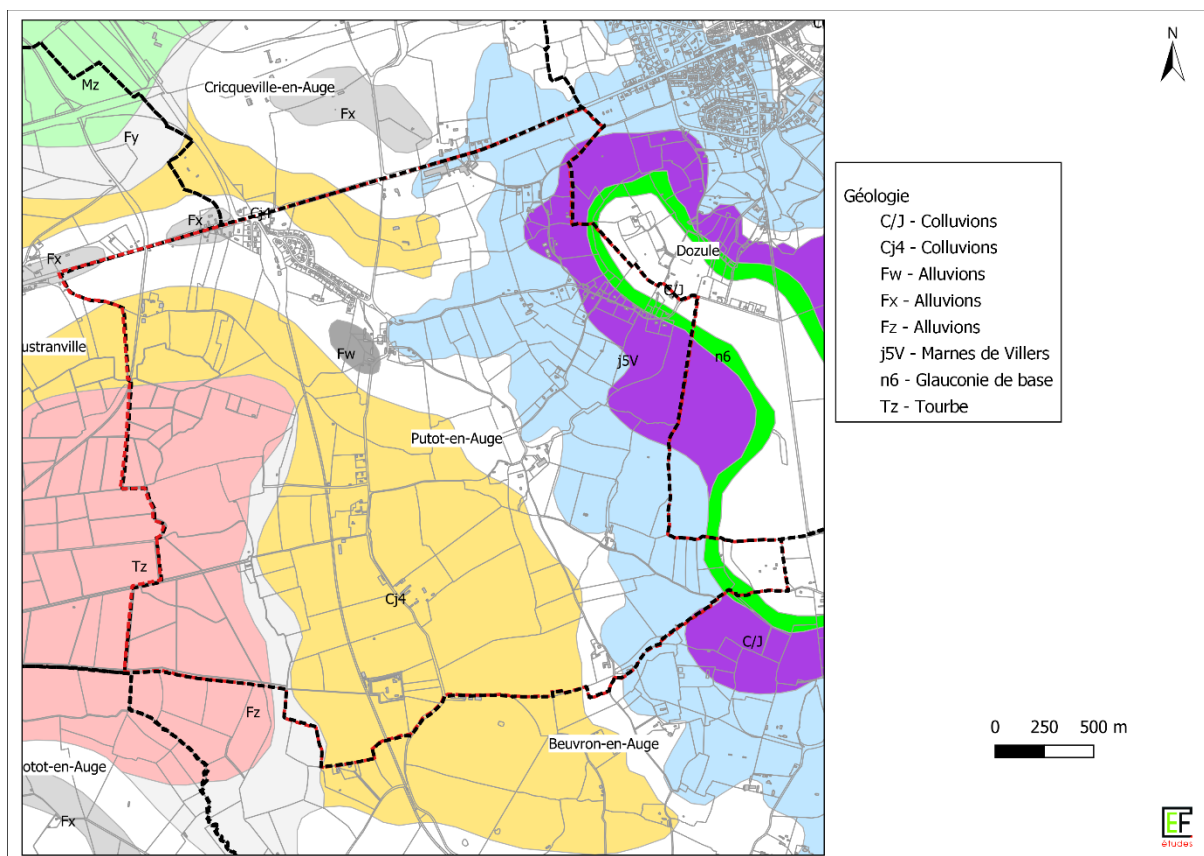 N
C
Mz
Cricqueville-en-Auge
Fx
Fy
Fx
Cj4
Fx
Dozule
C/J
ustranville
Fw
j5V
n6
Putot-en-Auge
Tz
Cj4
C/J
Fz
Beuvron-en-Auge
otot-en-Auge
Fx
Géologie
C/J - Colluvions
Cj4 - Colluvions
Fw - Alluvions
Fx - Alluvions
Fz - Alluvions
j5V - Marnes de Villers
n6 - Glauconie de base
Tz - Tourbe
0 250 500 m
CEF
études